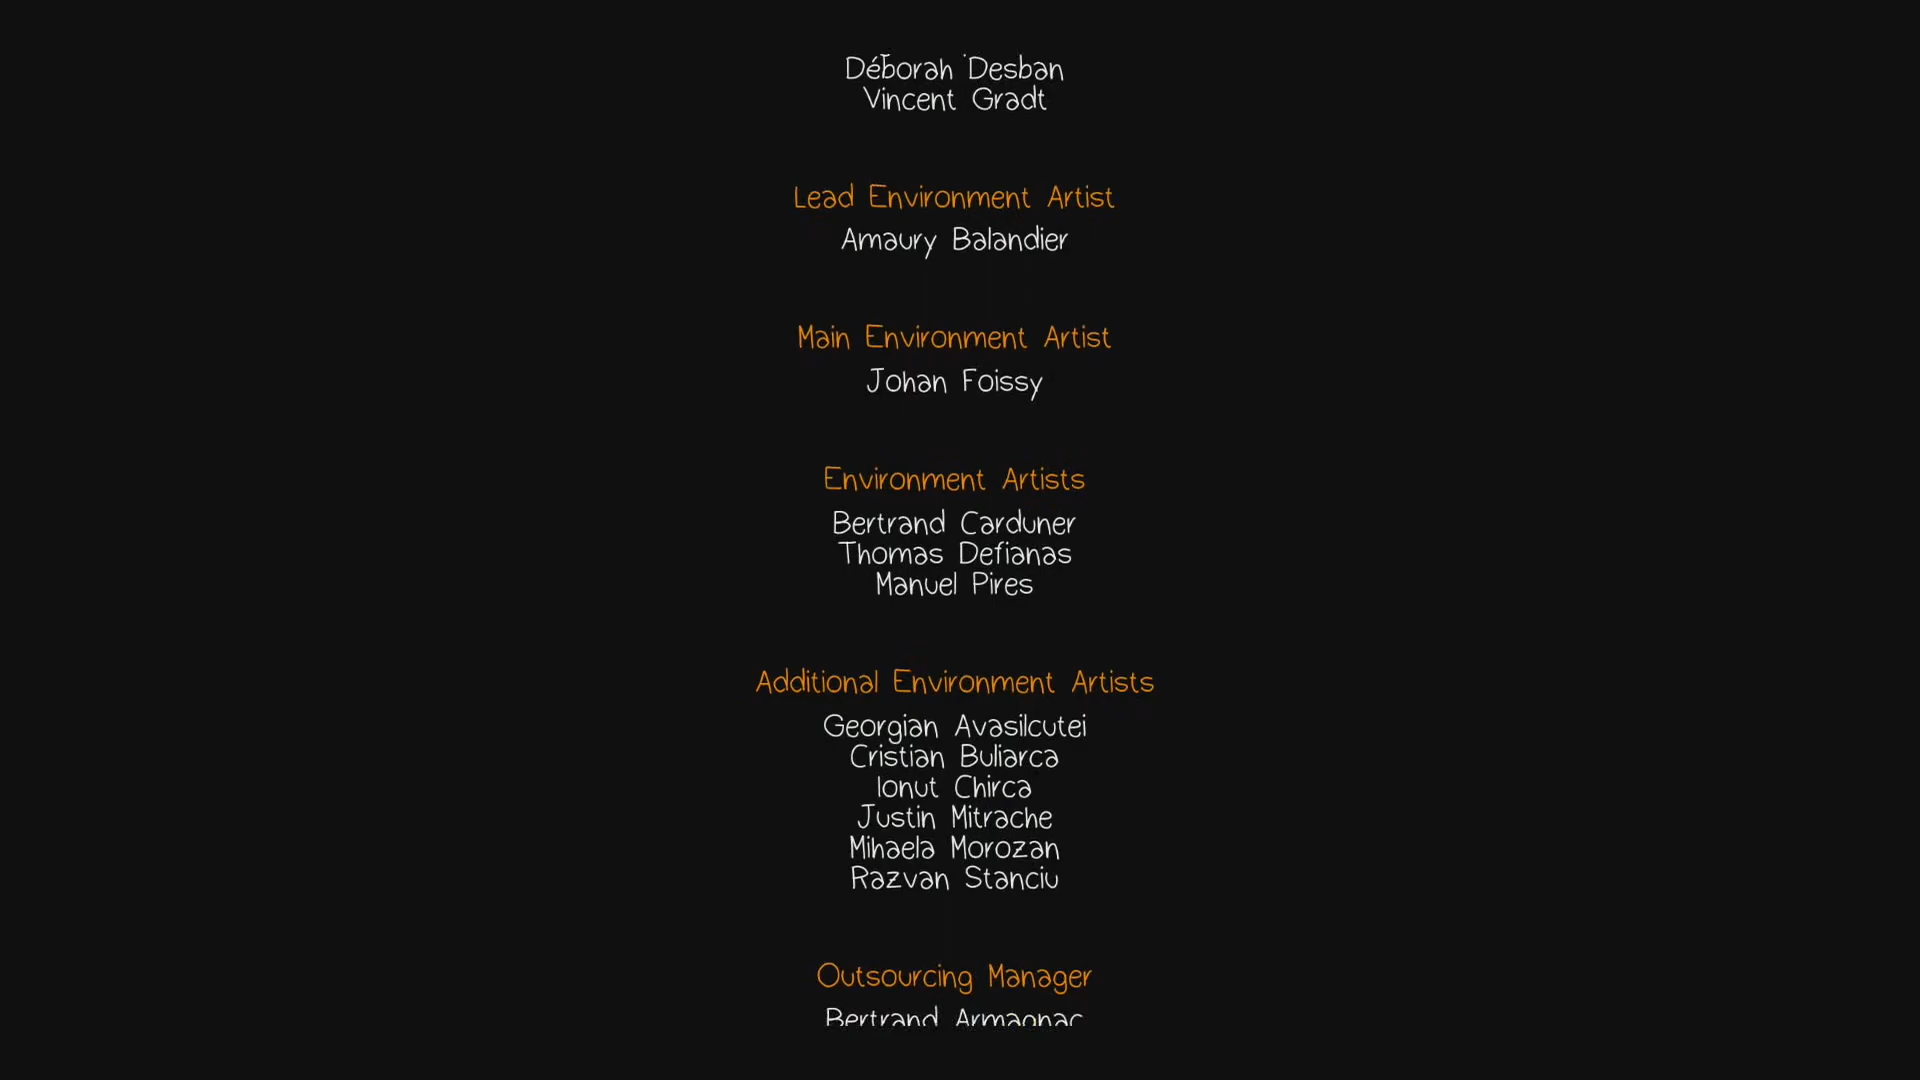 Déborah Desban
Vincent Gradt
Lead Environment Artist
Amaury Balandier
Main Environment Artist
Johan Foissy
Environment Artists
Bertrand Carduner
Thomas Defianas
Manuel Pires
Additional Environment Artists
Georgian Avasilcutei
Cristian Buliarca
Ionut Chirca
Justin Mitrache
Mihaela Morozan
Razvan Stanciu
Outsourcing Manager
Bertrand Armagnac